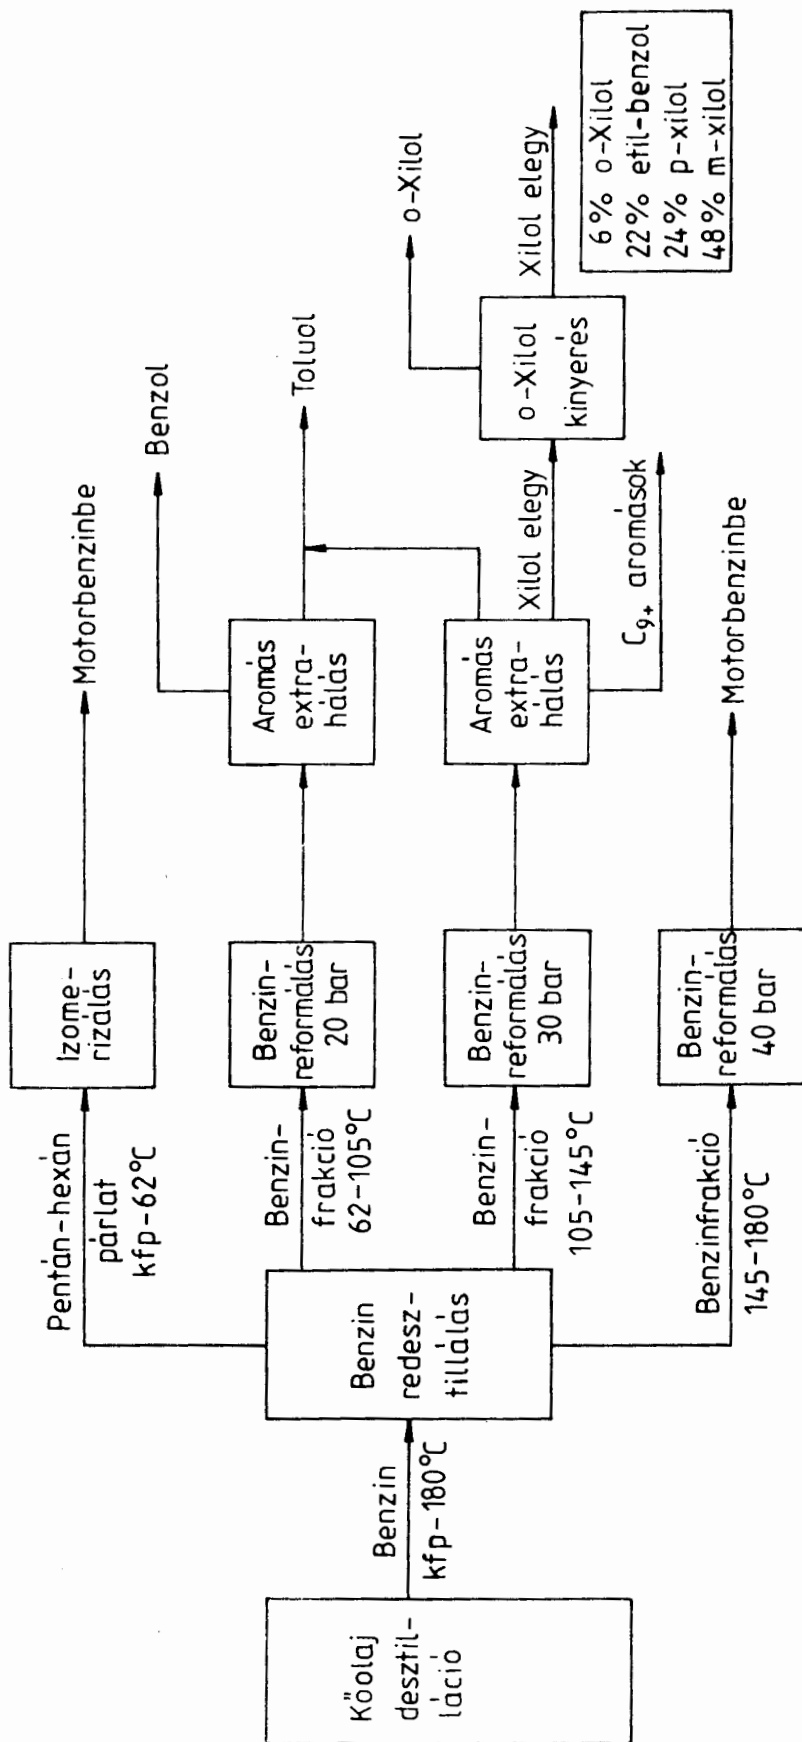 Kőolaj
desztil-
láció
Benzin
kfp-180°C
Benzin
redesz-
tillálás
Pentán-hexán
párlat
kfp-62°C
Benzin-
frakció
62-105°C
Benzin-
frakció
105-145°C
Benzinfrakció
145-180°C
Izome-
rizálás
Benzin-
reformálás
20 bar
Benzin-
reformálás
30 bar
Benzin-
reformálás
40 bar
Motorbenzinbe
Aromás
extra-
hálás
Aromás
extra-
hálás
Motorbenzinbe
Benzol
Toluol
Xilol elegy
C9+ aromások
o-Xilol
kinyerés
o-Xilol
Xilol elegy
6% o-Xilol
22% etil-benzol
24% p-xilol
48% m-xilol